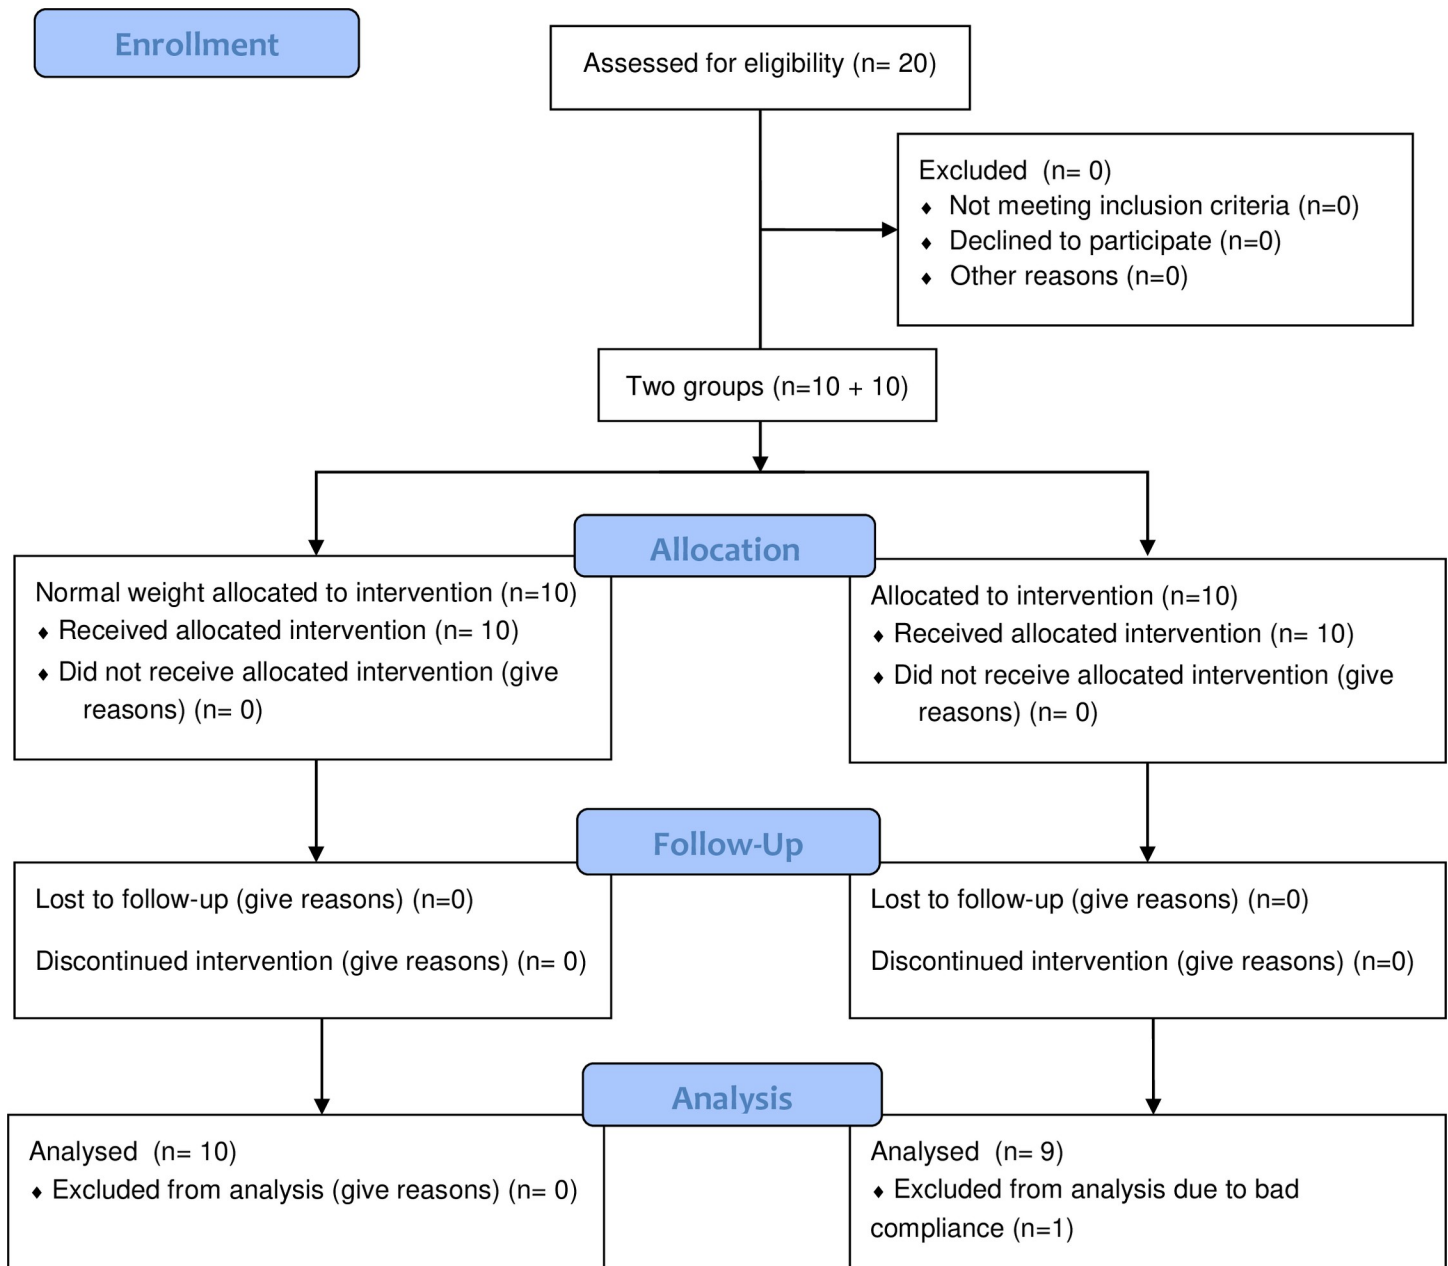 Enrollment
Assessed for eligibility (n= 20)
Excluded  (n= 0)
♦ Not meeting inclusion criteria (n=0)
♦ Declined to participate (n=0)
♦ Other reasons (n=0)
Two groups (n=10 + 10)
Allocation
Normal weight allocated to intervention (n=10)
♦ Received allocated intervention (n= 10)
♦ Did not receive allocated intervention (give
reasons) (n= 0)
Allocated to intervention (n=10)
♦ Received allocated intervention (n= 10)
♦ Did not receive allocated intervention (give
reasons) (n= 0)
Follow-Up
Lost to follow-up (give reasons) (n=0)
Discontinued intervention (give reasons) (n= 0)
Lost to follow-up (give reasons) (n=0)
Discontinued intervention (give reasons) (n=0)
Analysis
Analysed  (n= 10)
♦ Excluded from analysis (give reasons) (n= 0)
Analysed  (n= 9)
♦ Excluded from analysis due to bad
compliance (n=1)